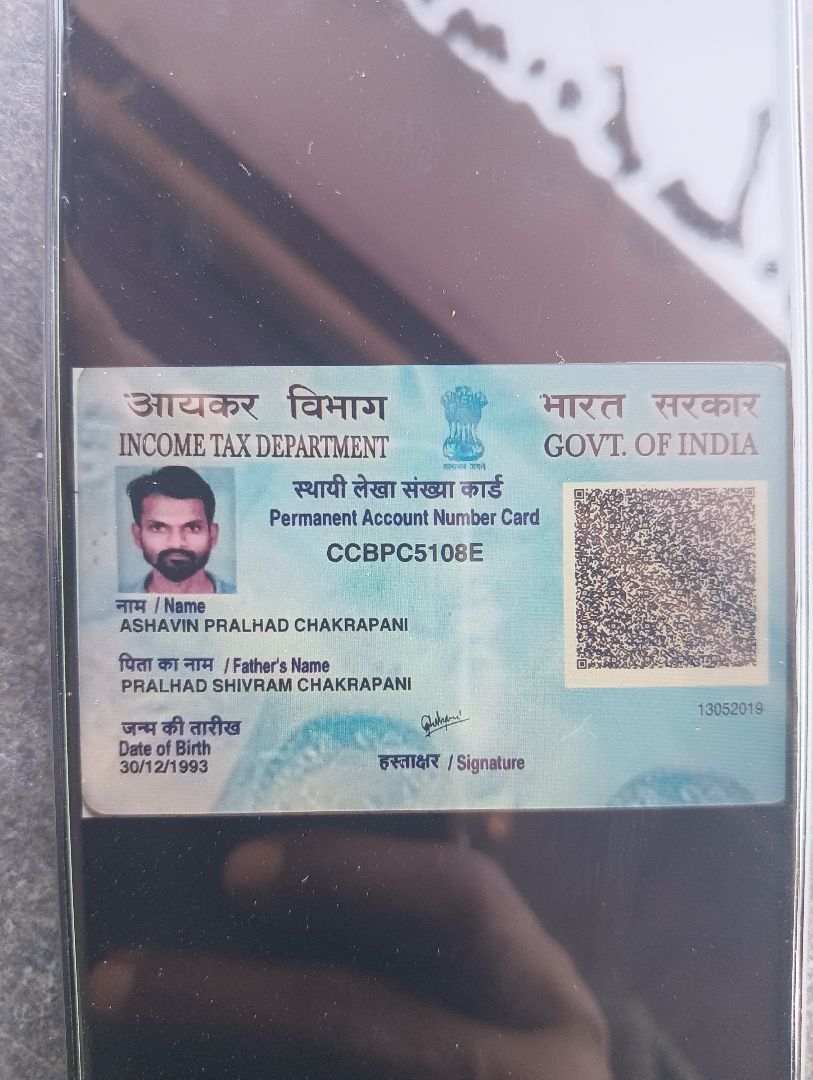 आयकर विभाग
INCOME TAX DEPARTMENT
सत्यमेव जयते
भारत सरकार
GOVT. OF INDIA
स्थायी लेखा संख्या कार्ड
Permanent Account Number Card
CCBPC5108E
नाम / Name
ASHAVIN PRALHAD CHAKRAPANI
पिता का नाम / Father's Name
PRALHAD SHIVRAM CHAKRAPANI
13052019
जन्म की तारीख
Date of Birth
30/12/1993
हस्ताक्षर / Signature